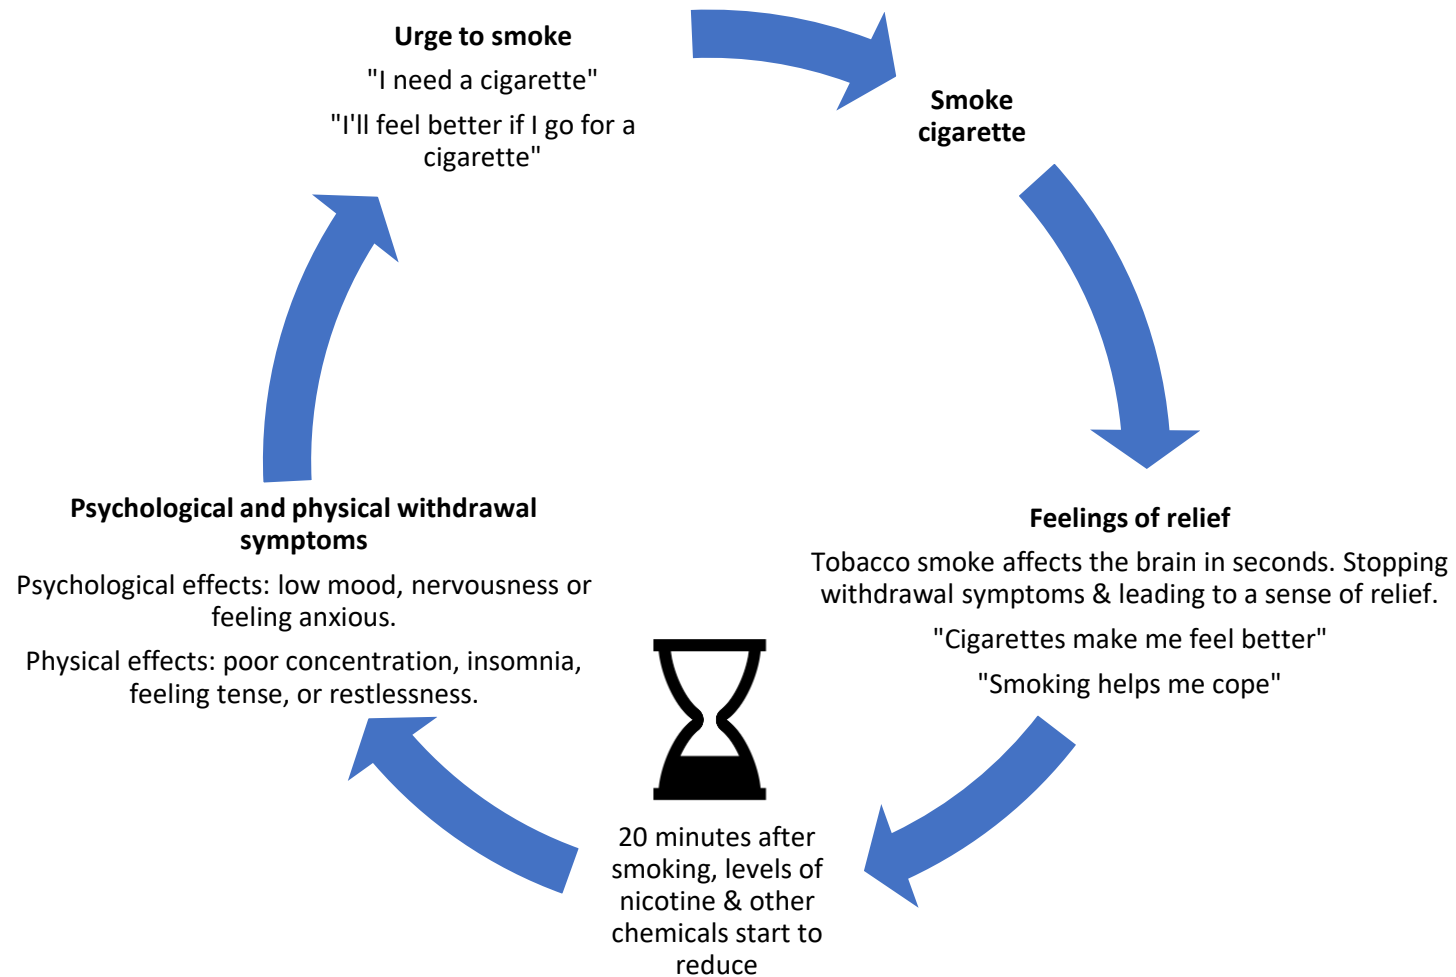 Urge to smoke
"I need a cigarette"
"I'll feel better if I go for a
cigarette"
Smoke
cigarette
Feelings of relief
Tobacco smoke affects the brain in seconds. Stopping
withdrawal symptoms & leading to a sense of relief.
"Cigarettes make me feel better"
"Smoking helps me cope"
20 minutes after
smoking, levels of
nicotine & other
chemicals start to
reduce
Psychological and physical withdrawal
symptoms
Psychological effects: low mood, nervousness or
feeling anxious.
Physical effects: poor concentration, insomnia,
feeling tense, or restlessness.